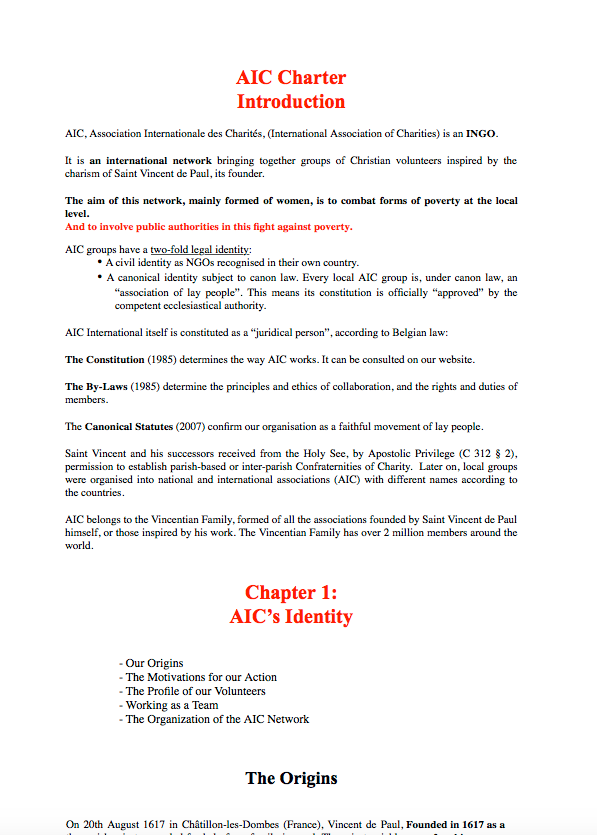 AIC Charter
Introduction
AIC, Association Internationale des Charités, (International Association of Charities) is an INGO.
It is an international network bringing together groups of Christian volunteers inspired by the
charism of Saint Vincent de Paul, its founder.
The aim of this network, mainly formed of women, is to combat forms of poverty at the local
level.
And to involve public authorities in this fight against poverty.
AIC groups have a two-fold legal identity:
• A civil identity as NGOs recognised in their own country.
• A canonical identity subject to canon law. Every local AIC group is, under canon law, an
“association of lay people”. This means its constitution is officially “approved” by the
competent ecclesiastical authority.
AIC International itself is constituted as a “juridical person”, according to Belgian law:
The Constitution (1985) determines the way AIC works. It can be consulted on our website.
The By-Laws (1985) determine the principles and ethics of collaboration, and the rights and duties of
members.
The Canonical Statutes (2007) confirm our organisation as a faithful movement of lay people.
Saint Vincent and his successors received from the Holy See, by Apostolic Privilege (C 312 § 2),
permission to establish parish-based or inter-parish Confraternities of Charity. Later on, local groups
were organised into national and international associations (AIC) with different names according to
the countries.
AIC belongs to the Vincentian Family, formed of all the associations founded by Saint Vincent de Paul
himself, or those inspired by his work. The Vincentian Family has over 2 million members around the
world.
Chapter 1:
AIC’s Identity
- Our Origins
- The Motivations for our Action
- The Profile of our Volunteers
- Working as a Team
- The Organization of the AIC Network
The Origins
On 20th August 1617 in Châtillon-les-Dombes (France), Vincent de Paul, Founded in 1617 as a